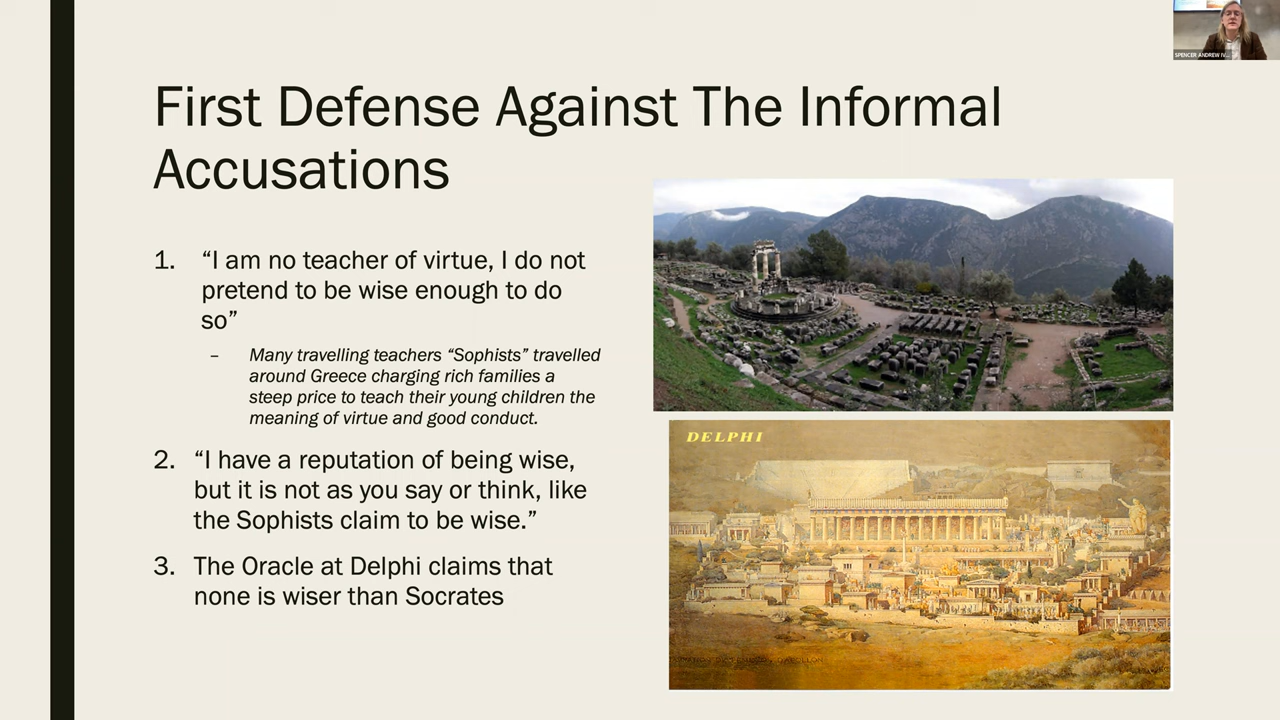 SPENCER ANDREW IV...
First Defense Against The Informal
Accusations
1. “I am no teacher of virtue, I do not
pretend to be wise enough to do
so”
– Many travelling teachers “Sophists” travelled
around Greece charging rich families a
steep price to teach their young children the
meaning of virtue and good conduct.
2. “I have a reputation of being wise,
but it is not as you say or think, like
the Sophists claim to be wise.”
3. The Oracle at Delphi claims that
none is wiser than Socrates
DELPHI